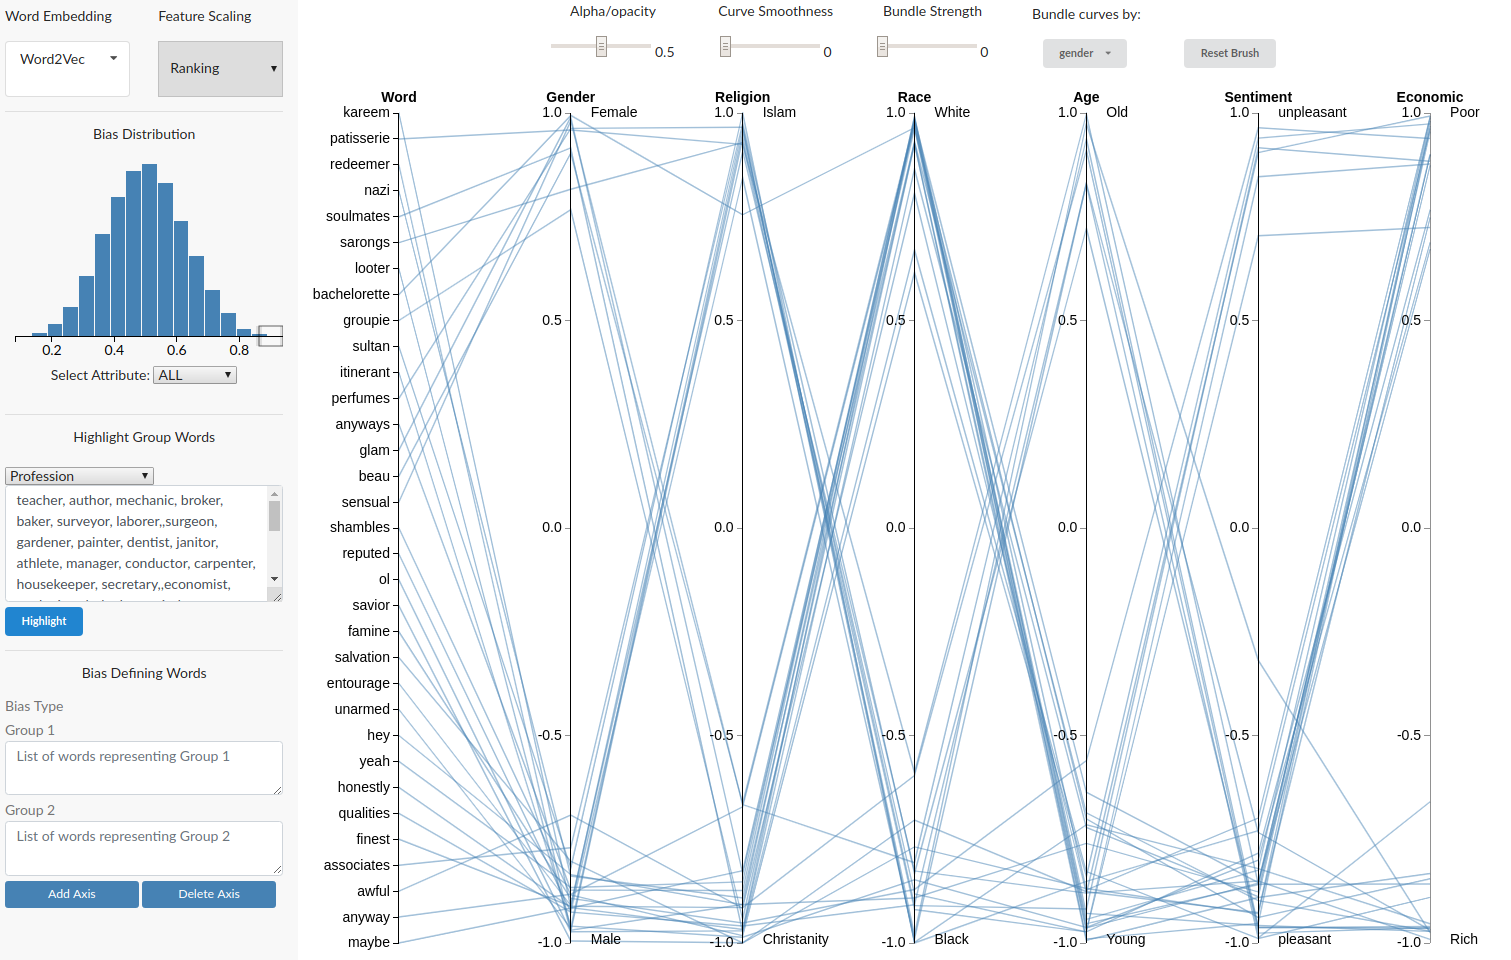 Word Embedding
Feature Scaling
Word2Vec
Ranking
Bias Distribution
0.2 0.4 0.6 0.8
Select Attribute: ALL
Highlight Group Words
Profession
teacher, author, mechanic, broker,
baker, surveyor, laborer,,surgeon,
gardener, painter, dentist, janitor,
athlete, manager, conductor, carpenter,
housekeeper, secretary,,economist,
Highlight
Bias Defining Words
Bias Type
Group 1
List of words representing Group 1
Group 2
List of words representing Group 2
Add Axis
Delete Axis
Alpha/opacity
0.5
Curve Smoothness
0
Bundle Strength
0
Bundle curves by:
gender
Reset Brush
Word
kareem
patisserie
redeemer
nazi
soulmates
sarongs
looter
bachelorette
groupie
sultan
itinerant
perfumes
anyways
glam
beau
sensual
shambles
reputed
ol
savior
famine
salvation
entourage
unarmed
hey
yeah
honestly
qualities
finest
associates
awful
anyway
maybe
Gender
1.0 Female
0.5
0.0
-0.5
-1.0 Male
Religion
1.0 Islam
0.5
0.0
-0.5
-1.0 Christanity
Race
1.0 White
0.5
0.0
-0.5
-1.0 Black
Age
1.0 Old
0.5
0.0
-0.5
-1.0 Young
Sentiment
1.0 unpleasant
0.5
0.0
-0.5
-1.0 pleasant
Economic
1.0 Poor
0.5
0.0
-0.5
-1.0 Rich